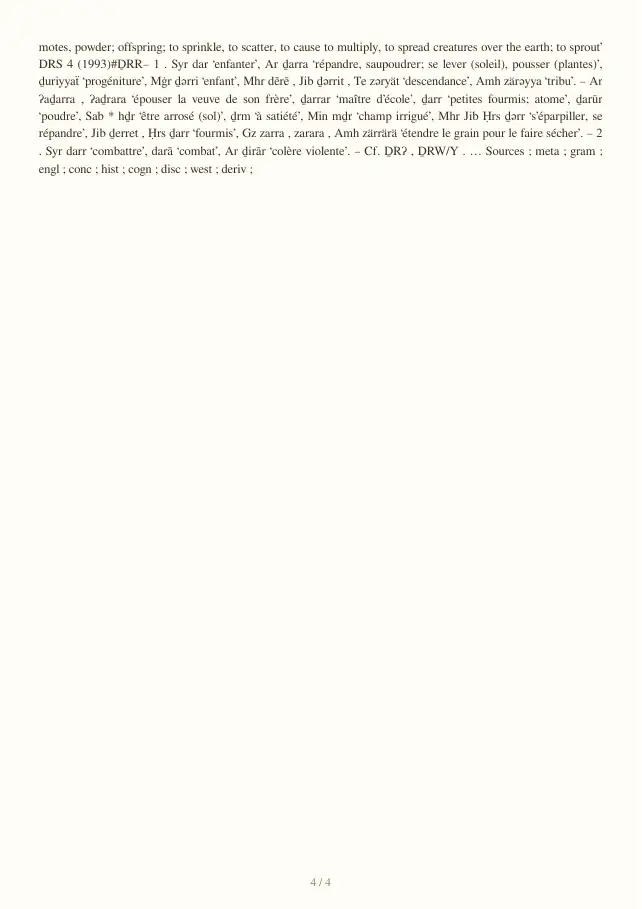 motes, powder; offspring; to sprinkle, to scatter, to cause to multiply, to spread creatures over the earth; to sprout’
DRS 4 (1993)#ḎRR– 1 . Syr dar ‘enfanter’, Ar ḏarra ‘répandre, saupoudrer; se lever (soleil), pousser (plantes)’,
ḏuriyyaẗ ‘progéniture’, Mġr ḏərri ‘enfant’, Mhr dērē , Jib ḏərrit , Te zəryät ‘descendance’, Amh zärəyya ‘tribu’. – Ar
ʔaḏarra , ʔaḏrara ‘épouser la veuve de son frère’, ḏarrar ‘maître d’école’, ḏarr ‘petites fourmis; atome’, ḏarūr
‘poudre’, Sab * hḏr ‘être arrosé (sol)’, ḏrm ‘à satiété’, Min mḏr ‘champ irrigué’, Mhr Jib Ḥrs ḏər ‘s’éparpiller, se
répandre’, Jib ḏerret , Ḥrs ḏarr ‘fourmis’, Gz zarra , zarara , Amh zärrärä ‘étendre le grain pour le faire sécher’. – 2
. Syr darr ‘combattre’, darā ‘combat’, Ar ḏirār ‘colère violente’. – Cf. ḎRʔ , ḎRW/Y . … Sources ; meta ; gram ;
engl ; conc ; hist ; cogn ; disc ; west ; deriv ;
4 / 4